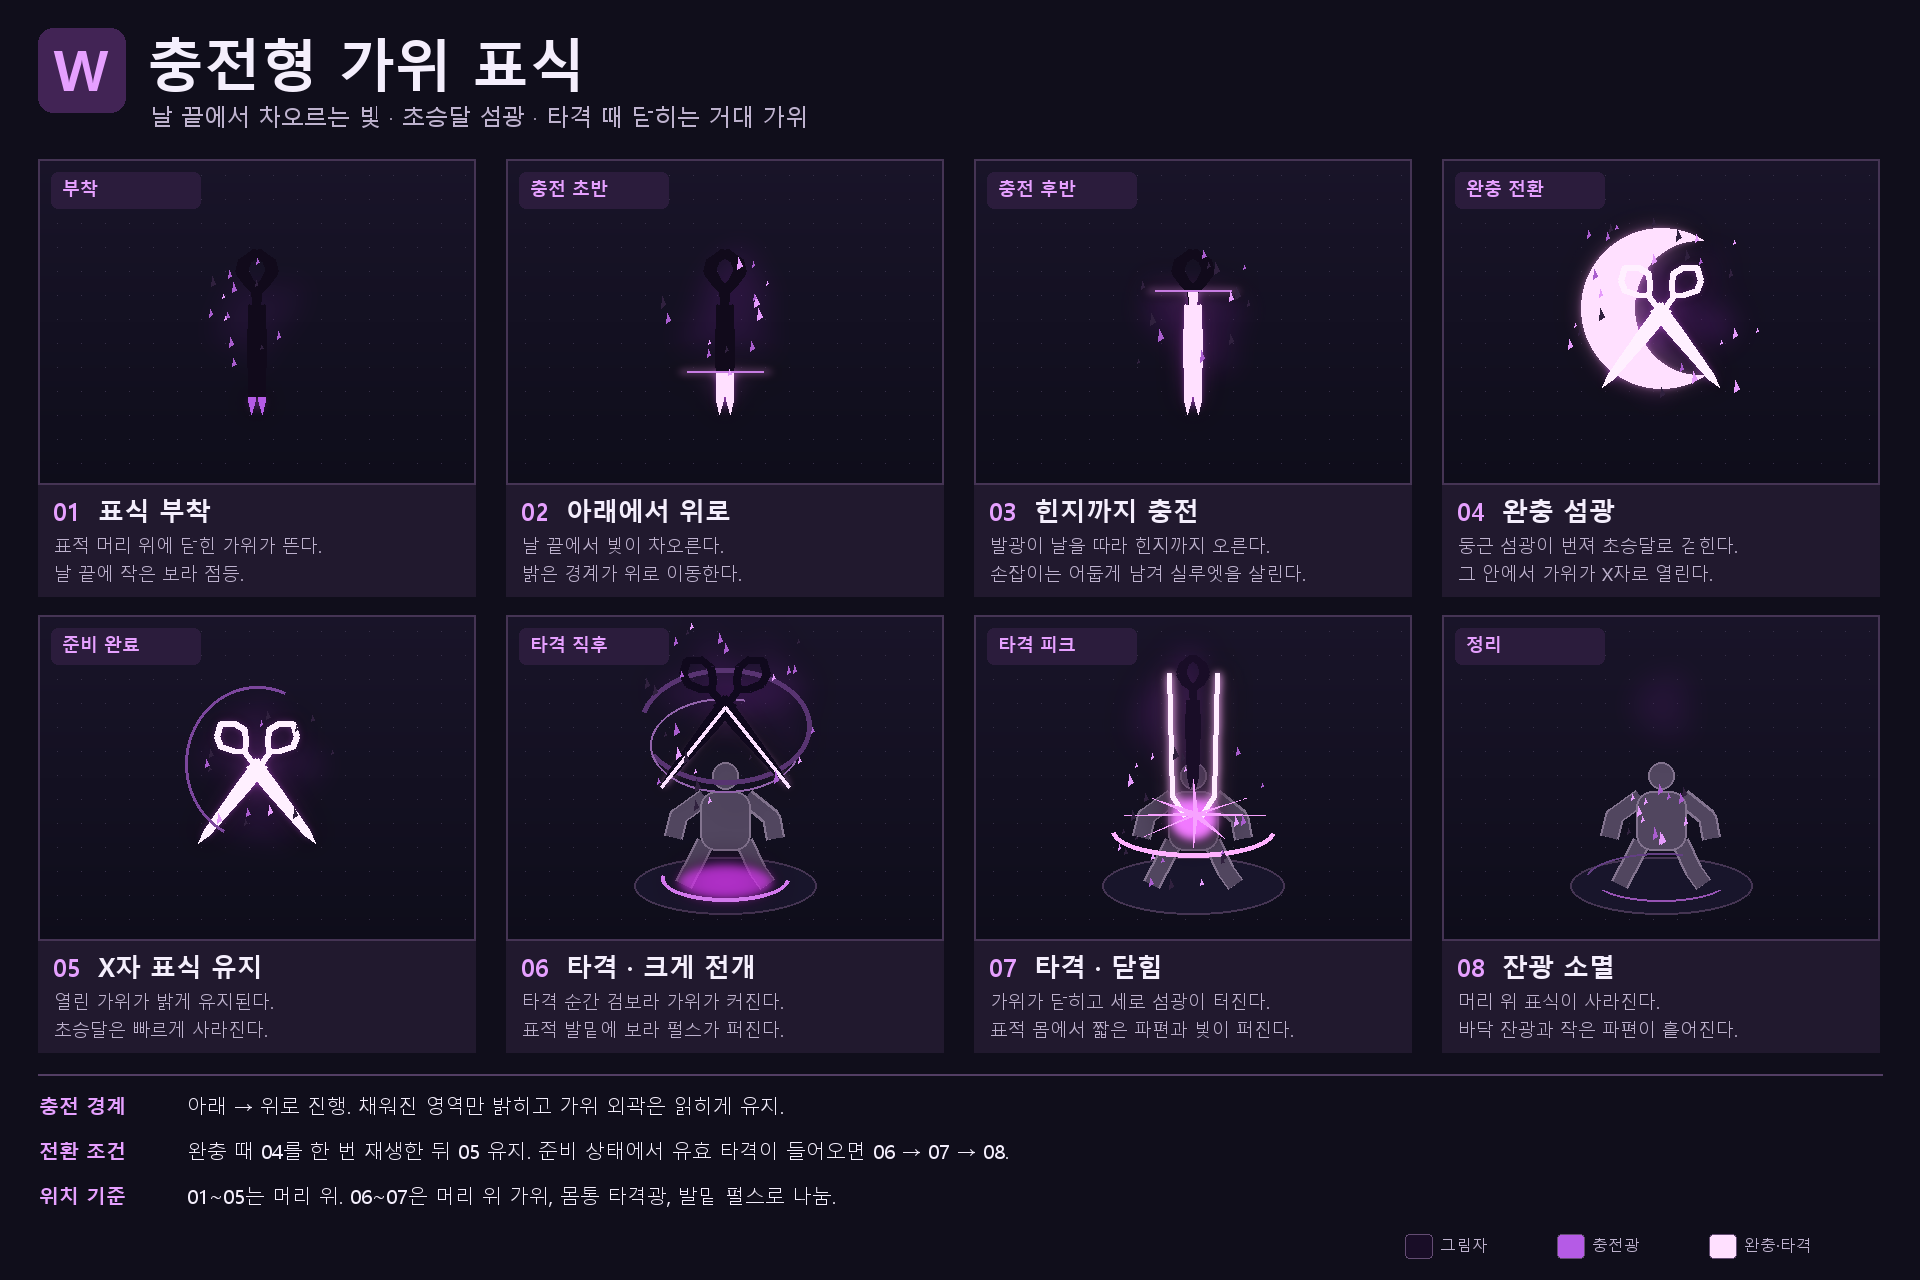 W 충전형 가위 표식
날 끝에서 차오르는 빛 · 초승달 섬광 · 타격 때 닫히는 거대 가위
부착
충전 초반
충전 후반
완충 전환
01 표식 부착
표적 머리 위에 닫힌 가위가 뜬다.
날 끝에 작은 보라 점등.
02 아래에서 위로
날 끝에서 빛이 차오른다.
밝은 경계가 위로 이동한다.
03 힌지까지 충전
발광이 날을 따라 힌지까지 오른다.
손잡이는 어둡게 남겨 실루엣을 살린다.
04 완충 섬광
둥근 섬광이 번져 초승달로 걷힌다.
그 안에서 가위가 X자로 열린다.
준비 완료
타격 직후
타격 피크
정리
05 X자 표식 유지
열린 가위가 밝게 유지된다.
초승달은 빠르게 사라진다.
06 타격 · 크게 전개
타격 순간 검보라 가위가 커진다.
표적 발밑에 보라 펄스가 퍼진다.
07 타격 · 닫힘
가위가 닫히고 세로 섬광이 터진다.
표적 몸에서 짧은 파편과 빛이 퍼진다.
08 잔광 소멸
머리 위 표식이 사라진다.
바닥 잔광과 작은 파편이 흩어진다.
충전 경계 아래 → 위로 진행. 채워진 영역만 밝히고 가위 외곽은 읽히게 유지.
전환 조건 완충 때 04를 한 번 재생한 뒤 05 유지. 준비 상태에서 유효 타격이 들어오면 06 → 07 → 08.
위치 기준 01~05는 머리 위. 06~07은 머리 위 가위, 몸통 타격광, 발밑 펄스로 나눔.
그림자
충전광
완충·타격